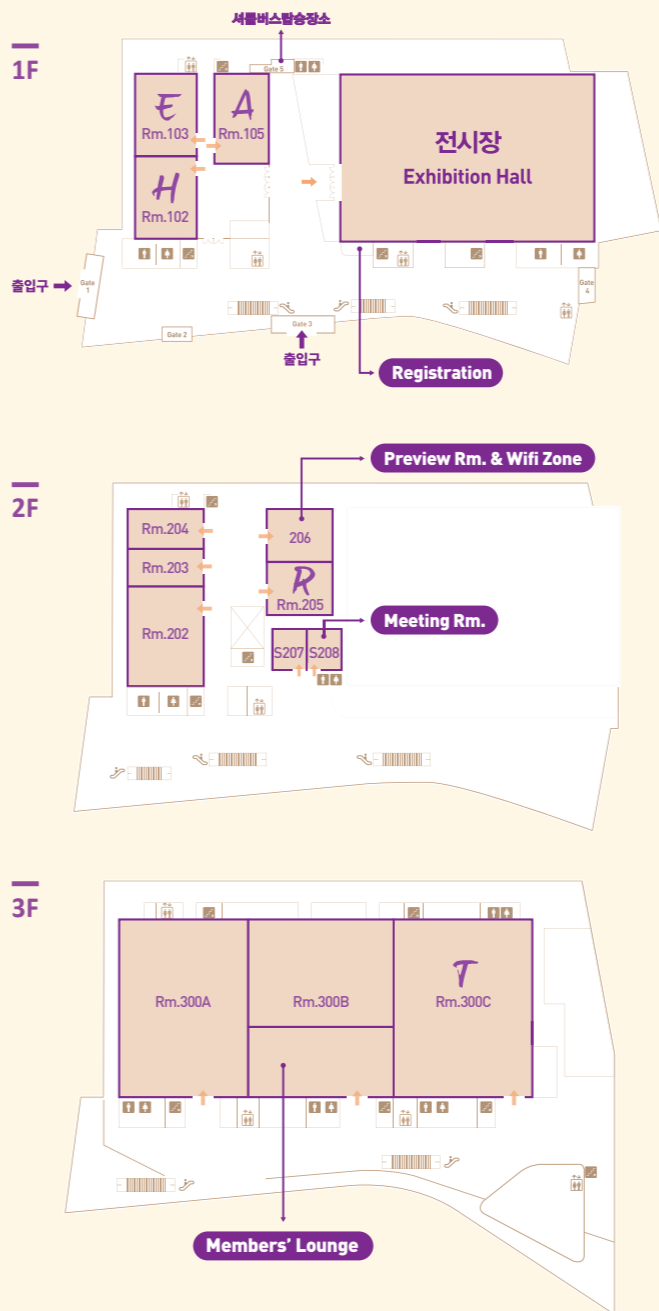 셔틀버스탑승장소
1F
Gate 5
E
Rm.103
A
Rm.105
전시장
Exhibition Hall
H
Rm.102
출입구
Gate
1
Gate
4
Gate 2
Gate 3
출입구
Registration
Preview Rm. & Wifi Zone
2F
Rm.204
206
Rm.203
R
Rm.205
Rm.202
Meeting Rm.
S207
S208
3F
T
Rm.300A
Rm.300B
Rm.300C
Members' Lounge